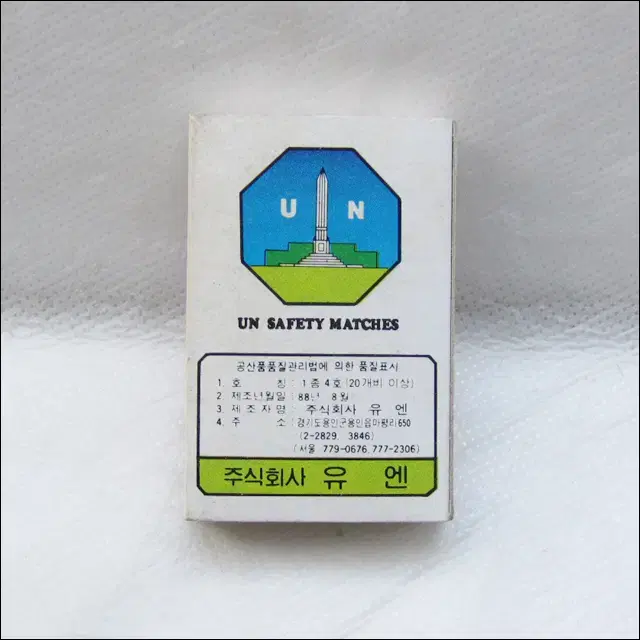 U N
UN SAFETY MATCHES
공산품품질관리법에 의한 품질표시
1. 호 칭 : 1종4호 (20개비 이상)
2. 제조년월일 : 88년 8월
3. 제조자명 : 주식회사 유 엔
4. 주 소 : (경기도용인군용인읍마평리650
(2-2829, 3846)
(서울 779-0676, 777-2306)
주식회사 유 엔